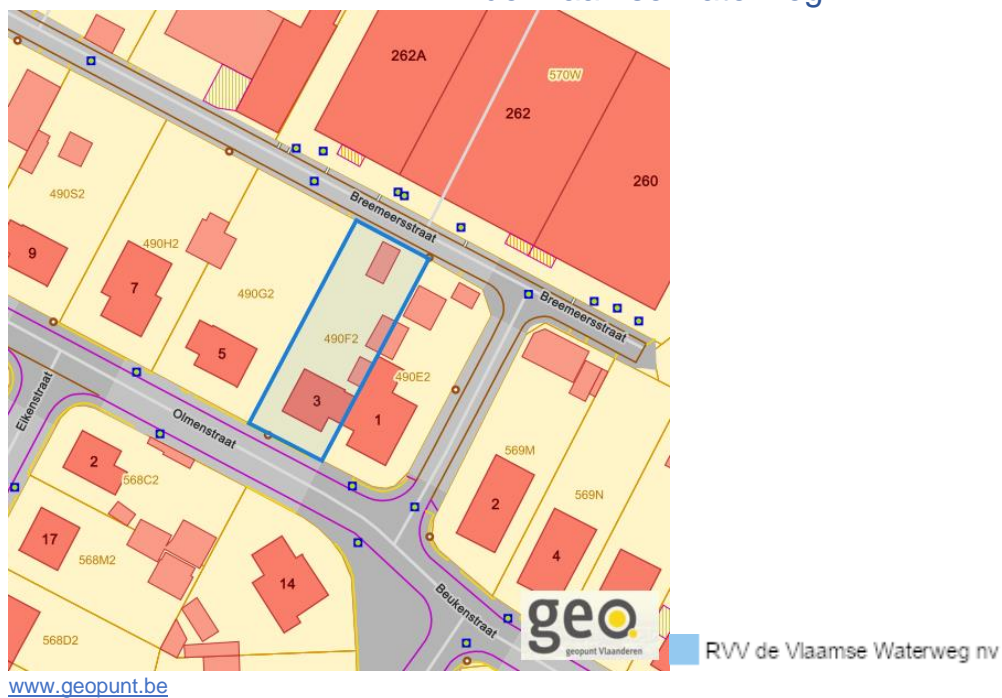 262A
570W
262
260
490S2
Breemeersstraat
490H2
9
7
490G2
Breemeersstraat
490F2
5
490E2
Eikenstraat
3
Olmenstraat
1
569M
2
568C2
569N
2
17
568M2
4
14
Beukenstraat
568D2
geo.
geopunt Vlaanderen
RVV de Vlaamse Waterweg nv
www.geopunt.be